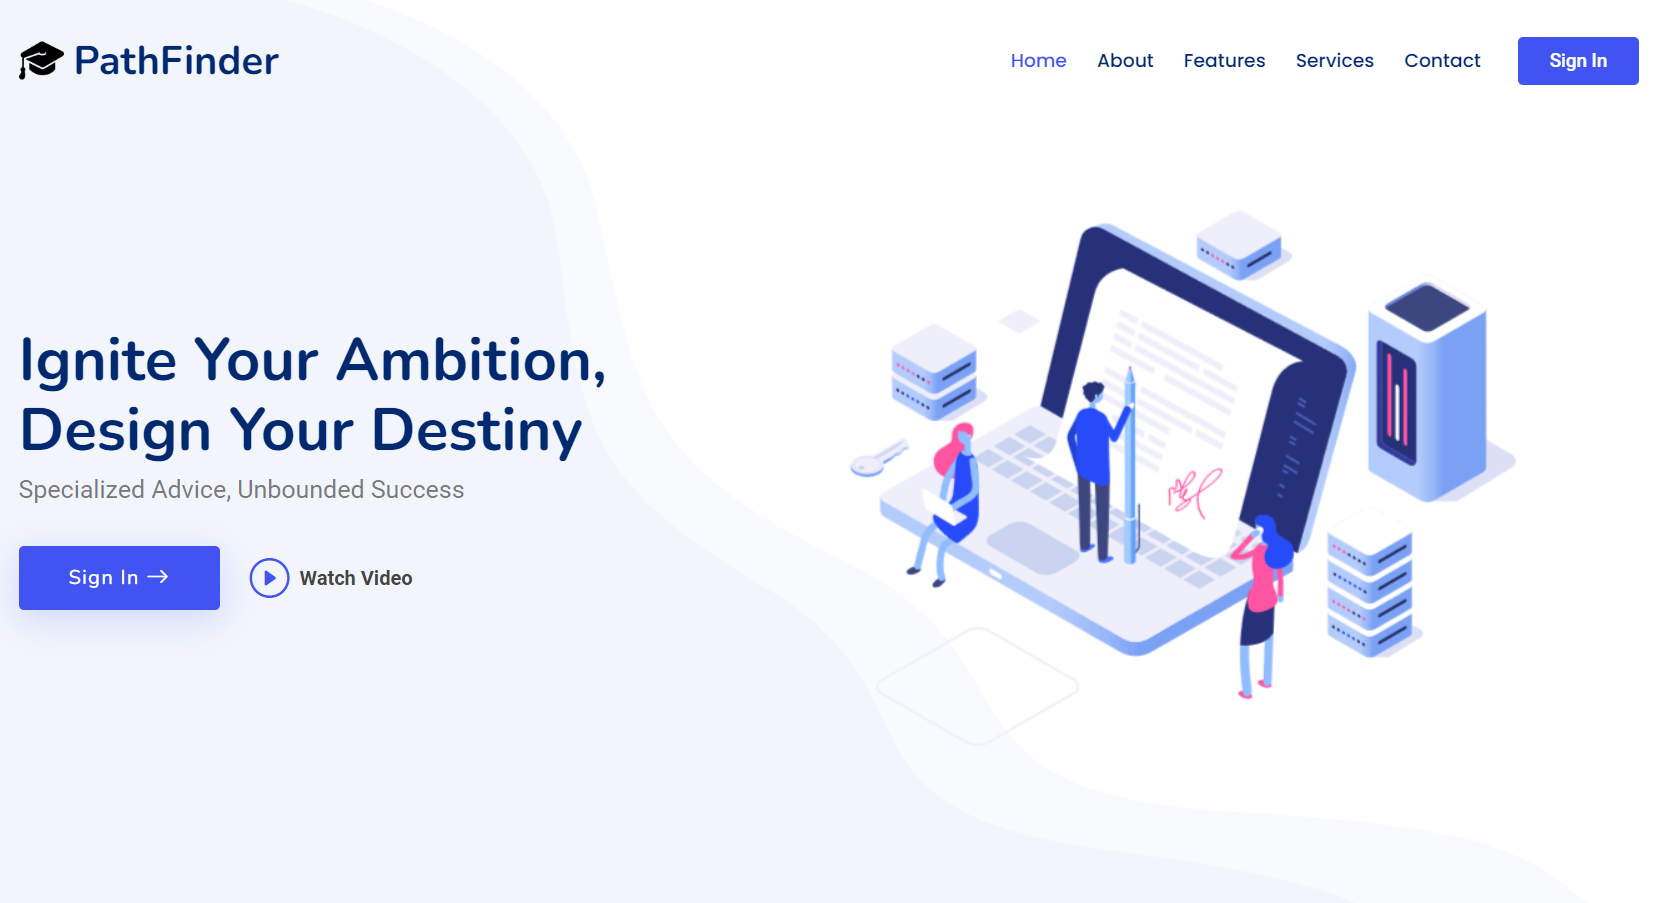 PathFinder
Home About Features Services Contact Sign In
Ignite Your Ambition,
Design Your Destiny
Specialized Advice, Unbounded Success
Sign In →
Watch Video